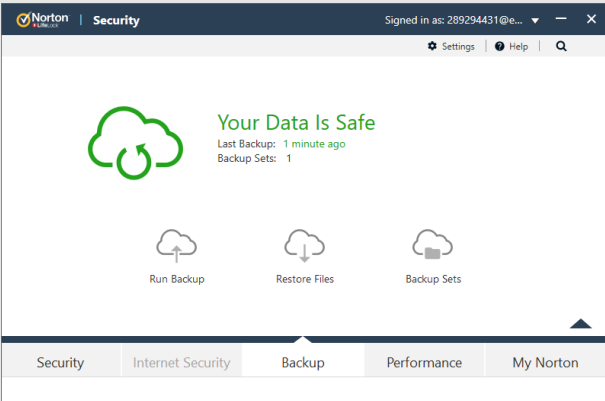 Norton | Security Signed in as: 289294431@e...
LifeLock
Settings | Help |
Your Data Is Safe
Last Backup: 1 minute ago
Backup Sets: 1
Run Backup Restore Files Backup Sets
Security Internet Security Backup Performance My Norton